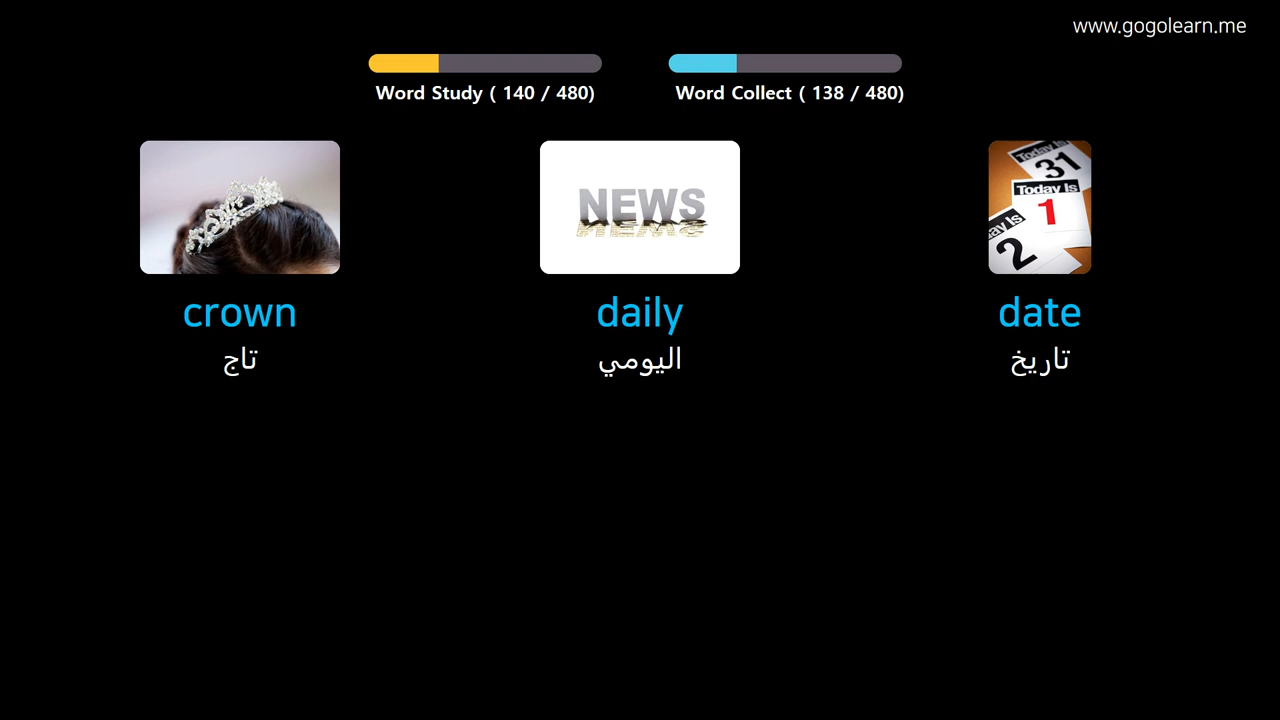 www.gogolearn.me
Word Study ( 140 / 480)
Word Collect ( 138 / 480)
NEWS
Today Is
31
Today Is
1
ay Is
2
crown
daily
date
تاج
اليومي
تاريخ